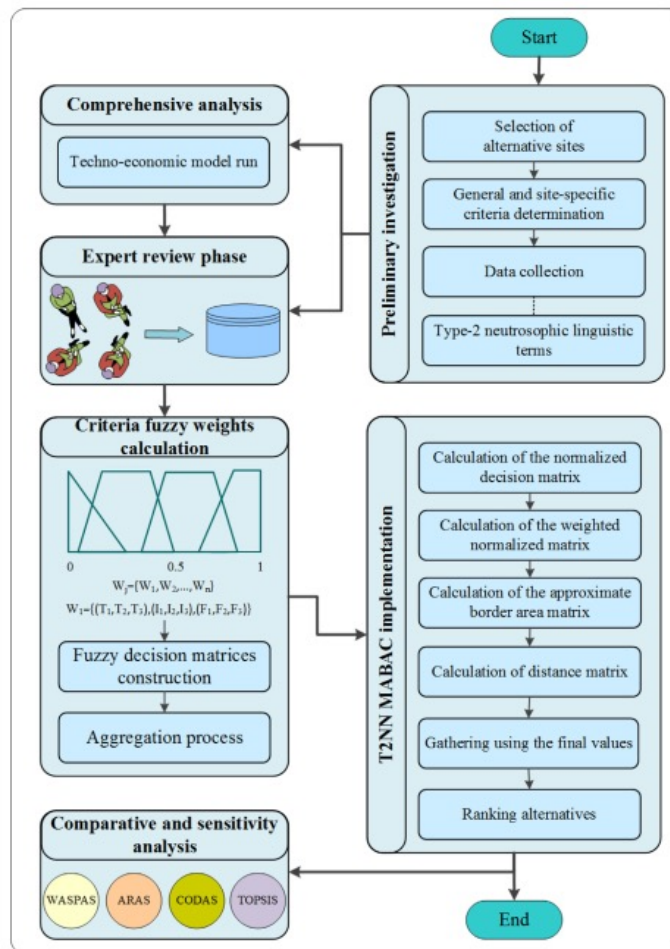 Start
Preliminary investigation
Selection of
alternative sites
General and site-specific
criteria determination
Data collection
Type-2 neutrosophic linguistic
terms
Comprehensive analysis
Techno-economic model run
Expert review phase
Criteria fuzzy weights
calculation
0
0.5
1
Wj={W1,W2,...,Wn}
W1={(T1,T2,T3),(I1,I2,I3),(F1,F2,F3)}
Fuzzy decision matrices
construction
Aggregation process
T2NN MABAC implementation
Calculation of the normalized
decision matrix
Calculation of the weighted
normalized matrix
Calculation of the approximate
border area matrix
Calculation of distance matrix
Gathering using the final values
Ranking alternatives
Comparative and sensitivity
analysis
WASPAS
ARAS
CODAS
TOPSIS
End